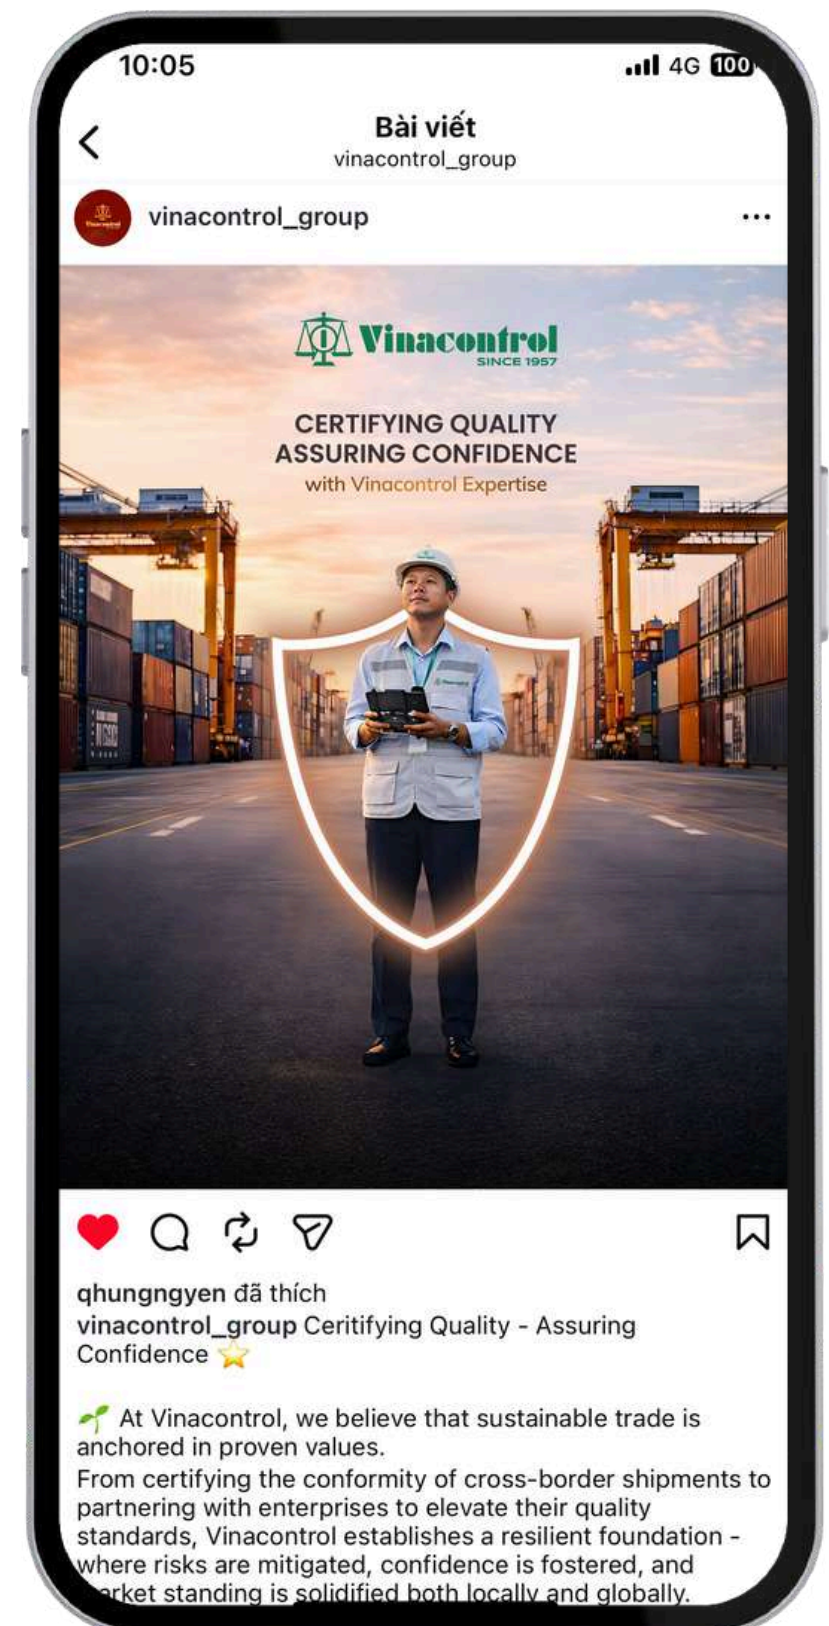 10:05
4G 100
Bài viết
vinacontrol_group
vinacontrol_group
Vinacontrol
SINCE 1957
CERTIFYING QUALITY
ASSURING CONFIDENCE
with Vinacontrol Expertise
qhungngyen đã thích
vinacontrol_group Ceritifying Quality - Assuring
Confidence ⭐
🌱 At Vinacontrol, we believe that sustainable trade is
anchored in proven values.
From certifying the conformity of cross-border shipments to
partnering with enterprises to elevate their quality
standards, Vinacontrol establishes a resilient foundation -
where risks are mitigated, confidence is fostered, and
standing is solidified both locally and globally.